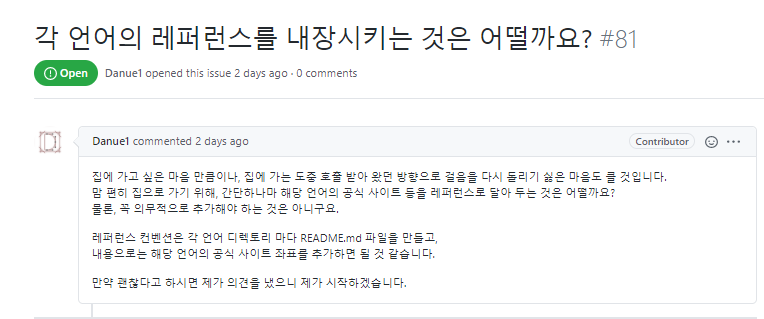 각 언어의 레퍼런스를 내장시키는 것은 어떨까요? #81
Open Danue1 opened this issue 2 days ago · 0 comments
Danue1 commented 2 days ago Contributor
집에 가고 싶은 마음 만큼이나, 집에 가는 도중 호출 받아 왔던 방향으로 걸음을 다시 돌리기 싫은 마음도 클 것입니다.
맘 편히 집으로 가기 위해, 간단하나마 해당 언어의 공식 사이트 등을 레퍼런스로 달아 두는 것은 어떨까요?
물론, 꼭 의무적으로 추가해야 하는 것은 아니구요.
레퍼런스 컨벤션은 각 언어 디렉토리 마다 README.md 파일을 만들고,
내용으로는 해당 언어의 공식 사이트 좌표를 추가하면 될 것 같습니다.
만약 괜찮다고 하시면 제가 의견을 냈으니 제가 시작하겠습니다.